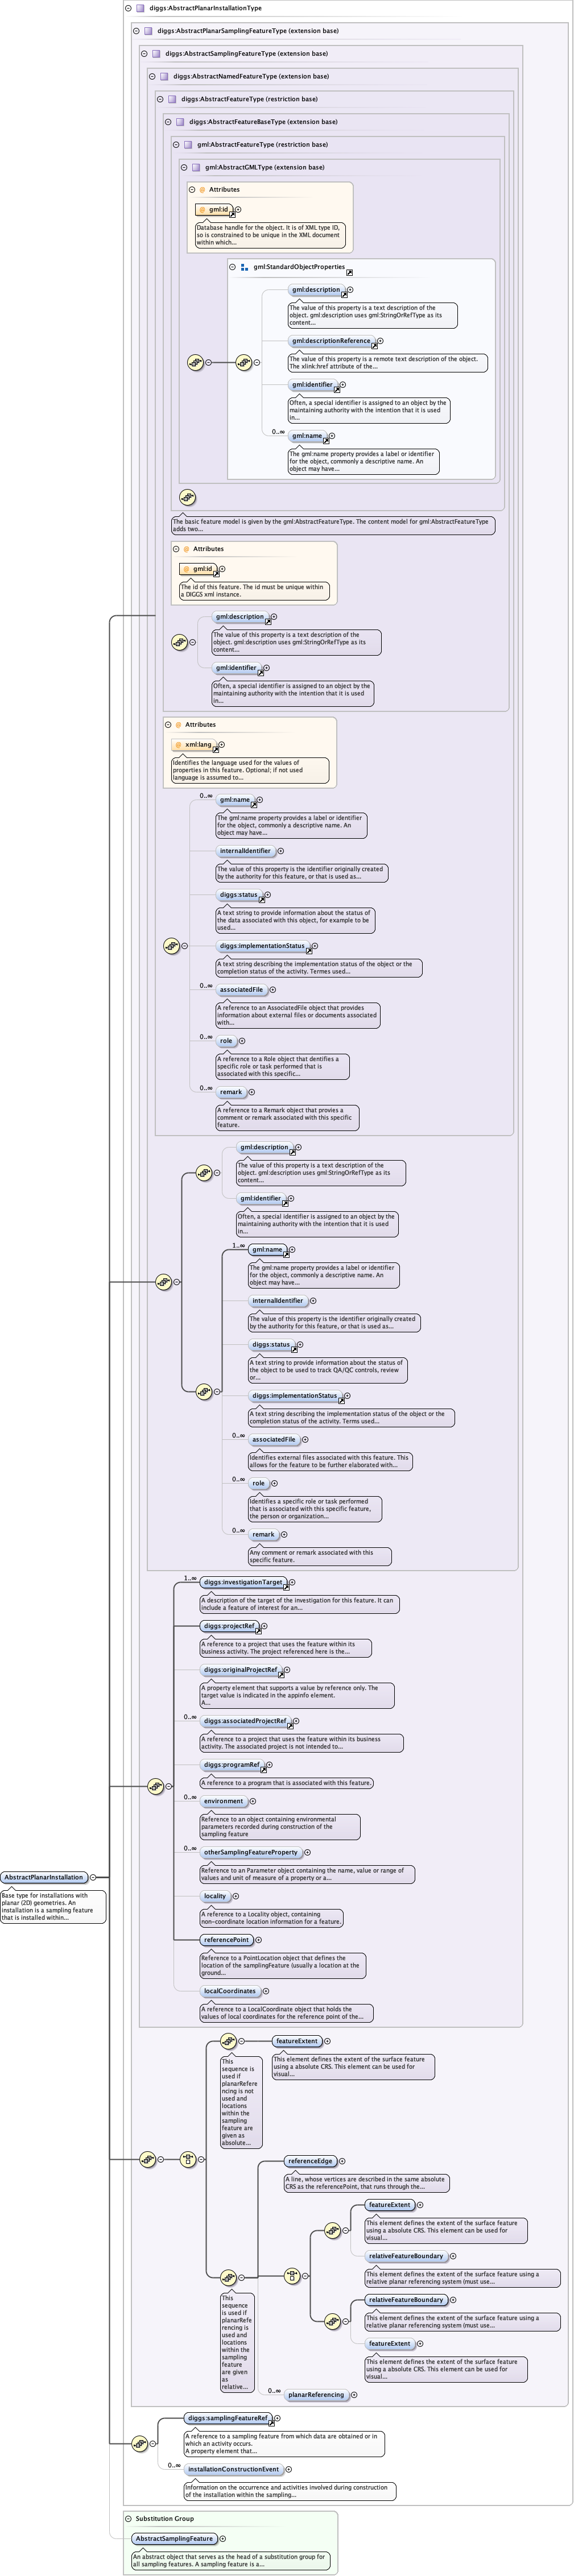 diggs:AbstractPlanarInstallationType
diggs:AbstractPlanarSamplingFeatureType (extension base)
diggs:AbstractSamplingFeatureType (extension base)
diggs:AbstractNamedFeatureType (extension base)
diggs:AbstractFeatureType (restriction base)
diggs:AbstractFeatureBaseType (extension base)
gml:AbstractFeatureType (restriction base)
gml:AbstractGMLType (extension base)
Attributes
gml:id
Database handle for the object. It is of XML type ID,
so is constrained to be unique in the XML document
within which...
gml:StandardObjectProperties
gml:description
The value of this property is a text description of the
object. gml:description uses gml:StringOrRefType as its
content...
gml:descriptionReference
The value of this property is a remote text description of the object.
The xlink:href attribute of the...
gml:identifier
Often, a special identifier is assigned to an object by the
maintaining authority with the intention that it is used
in...
0..∞
gml:name
The gml:name property provides a label or identifier
for the object, commonly a descriptive name. An
object may have...
The basic feature model is given by the gml:AbstractFeatureType. The content model for gml:AbstractFeatureType
adds two...
Attributes
gml:id
The id of this feature. The id must be unique within
a DIGGS xml instance.
gml:description
The value of this property is a text description of the
object. gml:description uses gml:StringOrRefType as its
content...
gml:identifier
Often, a special identifier is assigned to an object by the
maintaining authority with the intention that it is used
in...
Attributes
xml:lang
Identifies the language used for the values of
properties in this feature. Optional; if not used
language is assumed to...
0..∞
gml:name
The gml:name property provides a label or identifier
for the object, commonly a descriptive name. An
object may have...
internalIdentifier
The value of this property is the identifier originally created
by the authority for this feature, or that is used as...
diggs:status
A text string to provide information about the status of
the data associated with this object, for example to be
used...
diggs:implementationStatus
A text string describing the implementation status of the object or the
completion status of the activity. Termes used...
0..∞
associatedFile
A reference to an AssociatedFile object that provides
information about external files or documents associated
with...
0..∞
role
A reference to a Role object that dentifies a
specific role or task performed that is
associated with this specific...
0..∞
remark
A reference to a Remark object that provies a
comment or remark associated with this specific
feature.
gml:description
The value of this property is a text description of the
object. gml:description uses gml:StringOrRefType as its
content...
gml:identifier
Often, a special identifier is assigned to an object by the
maintaining authority with the intention that it is used
in...
1..∞
gml:name
The gml:name property provides a label or identifier
for the object, commonly a descriptive name. An
object may have...
internalIdentifier
The value of this property is the identifier originally created
by the authority for this feature, or that is used as...
diggs:status
A text string to provide information about the status of
the object to be used to track QA/QC controls, review
or...
diggs:implementationStatus
A text string describing the implementation status of the object or the
completion status of the activity. Terms used...
0..∞
associatedFile
Identifies external files associated with this feature. This
allows for the feature to be further elaborated with...
0..∞
role
Identifies a specific role or task performed
that is associated with this specific feature,
the person or organization...
0..∞
remark
Any comment or remark associated with this
specific feature.
1..∞
diggs:investigationTarget
A description of the target of the investigation for this feature. It can
include a feature of interest for an...
diggs:projectRef
A reference to a project that uses the feature within its
business activity. The project referenced here is the...
diggs:originalProjectRef
A property element that supports a value by reference only. The
target value is indicated in the appinfo element.
A...
0..∞
diggs:associatedProjectRef
A reference to a project that uses the feature within its business
activity. The associated project is not intended to...
diggs:programRef
A reference to a program that is associated with this feature.
0..∞
environment
Reference to an object containing environmental
parameters recorded during construction of the
sampling feature
0..∞
otherSamplingFeatureProperty
Reference to an Parameter object containing the name, value or range of
values and unit of measure of a property or a...
locality
A reference to a Locality object, containing
non-coordinate location information for a feature.
referencePoint
Reference to a PointLocation object that defines the
location of the samplingFeature (usually a location at the
ground...
localCoordinates
A reference to a LocalCoordinate object that holds the
values of local coordinates for the reference point of the...
AbstractPlanarInstallation
Base type for installations with
planar (2D) geometries. An
installation is a sampling feature
that is installed within...
This
sequence is
used if
planarRefere
ncing is not
used and
locations
within the
sampling
feature are
given as
absolute...
featureExtent
This element defines the extent of the surface feature
using a absolute CRS. This element can be used for
visual...
referenceEdge
A line, whose vertices are described in the same absolute
CRS as the referencePoint, that runs through the...
This
sequence
is used if
planarRefe
rencing is
used and
locations
within the
sampling
feature
are given
as
relative...
featureExtent
This element defines the extent of the surface feature
using a absolute CRS. This element can be used for
visual...
relativeFeatureBoundary
This element defines the extent of the surface feature using a
relative planar referencing system (must use...
relativeFeatureBoundary
This element defines the extent of the surface feature using a
relative planar referencing system (must use...
featureExtent
This element defines the extent of the surface feature
using a absolute CRS. This element can be used for
visual...
0..∞
planarReferencing
diggs:samplingFeatureRef
A reference to a sampling feature from which data are obtained or in
which an activity occurs.
A property element that...
0..∞
installationConstructionEvent
Information on the occurrence and activities involved during construction
of the installation within the sampling...
Substitution Group
AbstractSamplingFeature
An abstract object that serves as the head of a substitution group for
all sampling features. A sampling feature is a...